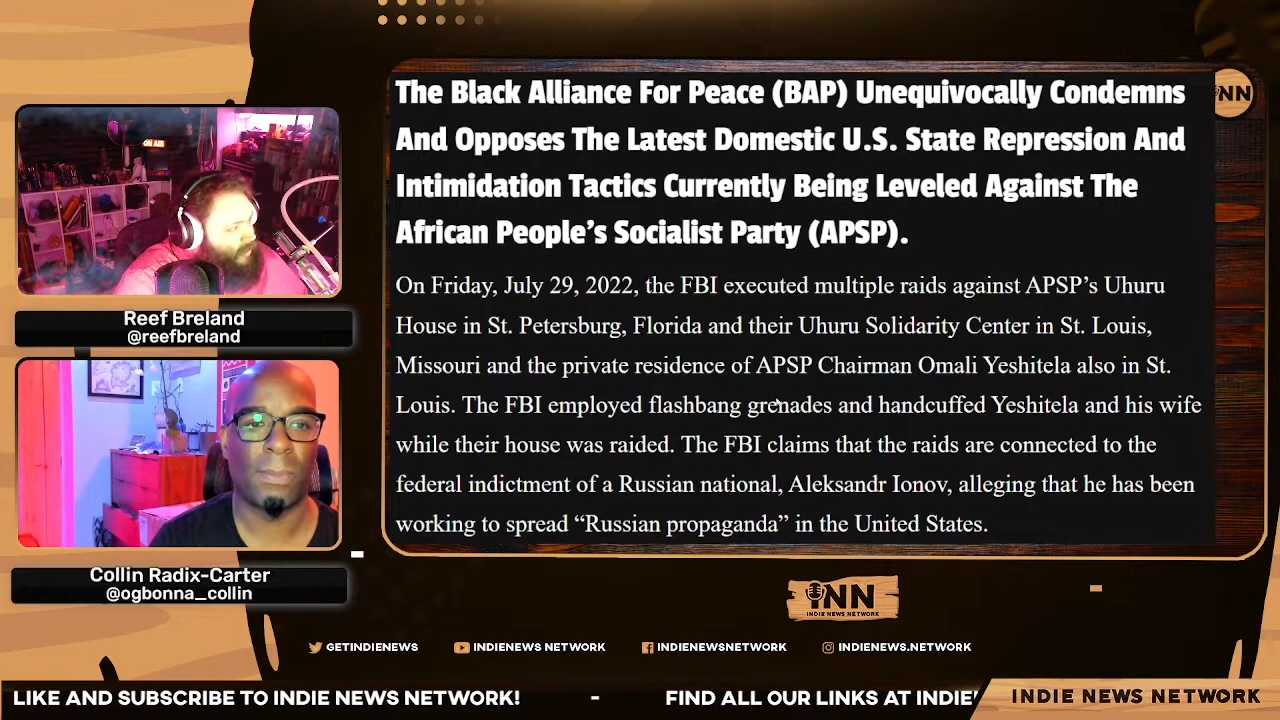 The Black Alliance For Peace (BAP) Unequivocally Condemns
And Opposes The Latest Domestic U.S. State Repression And
Intimidation Tactics Currently Being Leveled Against The
African People’s Socialist Party (APSP).
On Friday, July 29, 2022, the FBI executed multiple raids against APSP’s Uhuru
House in St. Petersburg, Florida and their Uhuru Solidarity Center in St. Louis,
Missouri and the private residence of APSP Chairman Omali Yeshitela also in St.
Louis. The FBI employed flashbang grenades and handcuffed Yeshitela and his wife
while their house was raided. The FBI claims that the raids are connected to the
federal indictment of a Russian national, Aleksandr Ionov, alleging that he has been
working to spread “Russian propaganda” in the United States.
NN
ON AIR
Reef Breland
@reefbreland
Collin Radix-Carter
@ogbonna_collin
INN
INDIE NEWS NETWORK
GETINDIENEWS
INDIENEWS NETWORK
INDIENEWSNETWORK
INDIENEWS.NETWORK
LIKE AND SUBSCRIBE TO INDIE NEWS NETWORK! - FIND ALL OUR LINKS AT INDIE
INDIE NEWS NETWORK